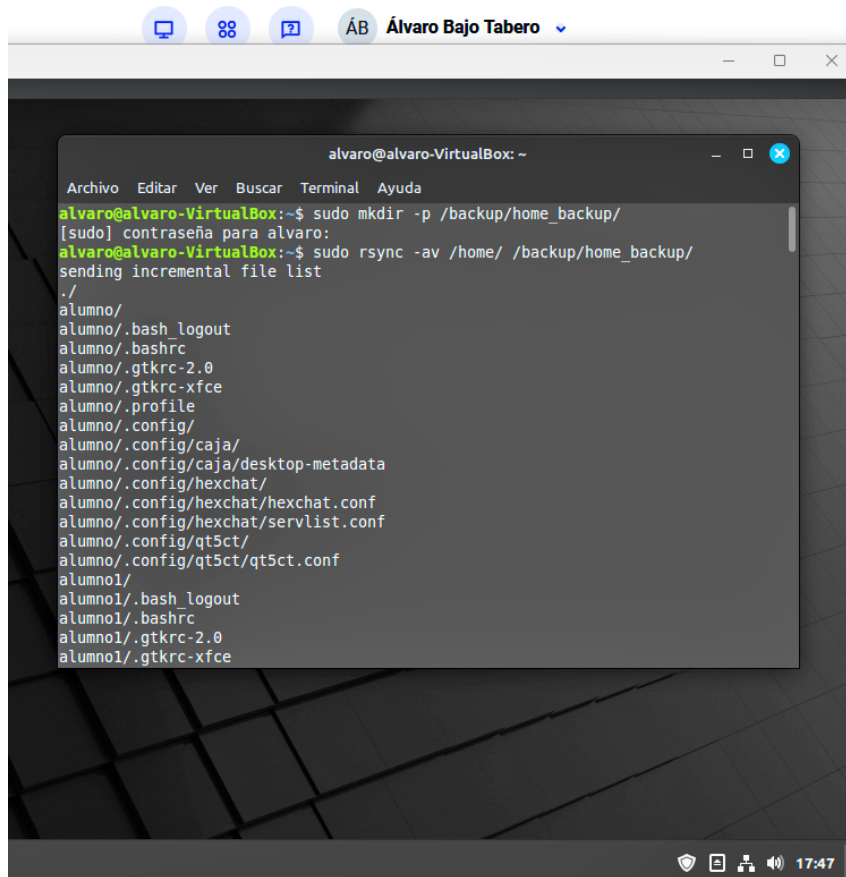 ÁB Álvaro Bajo Tabero
alvaro@alvaro-VirtualBox: ~
Archivo Editar Ver Buscar Terminal Ayuda
alvaro@alvaro-VirtualBox:~$ sudo mkdir -p /backup/home_backup/
[sudo] contraseña para alvaro:
alvaro@alvaro-VirtualBox:~$ sudo rsync -av /home/ /backup/home_backup/
sending incremental file list
./
alumno/
alumno/.bash_logout
alumno/.bashrc
alumno/.gtkrc-2.0
alumno/.gtkrc-xfce
alumno/.profile
alumno/.config/
alumno/.config/caja/
alumno/.config/caja/desktop-metadata
alumno/.config/hexchat/
alumno/.config/hexchat/hexchat.conf
alumno/.config/hexchat/servlist.conf
alumno/.config/qt5ct/
alumno/.config/qt5ct/qt5ct.conf
alumno1/
alumno1/.bash_logout
alumno1/.bashrc
alumno1/.gtkrc-2.0
alumno1/.gtkrc-xfce
17:47